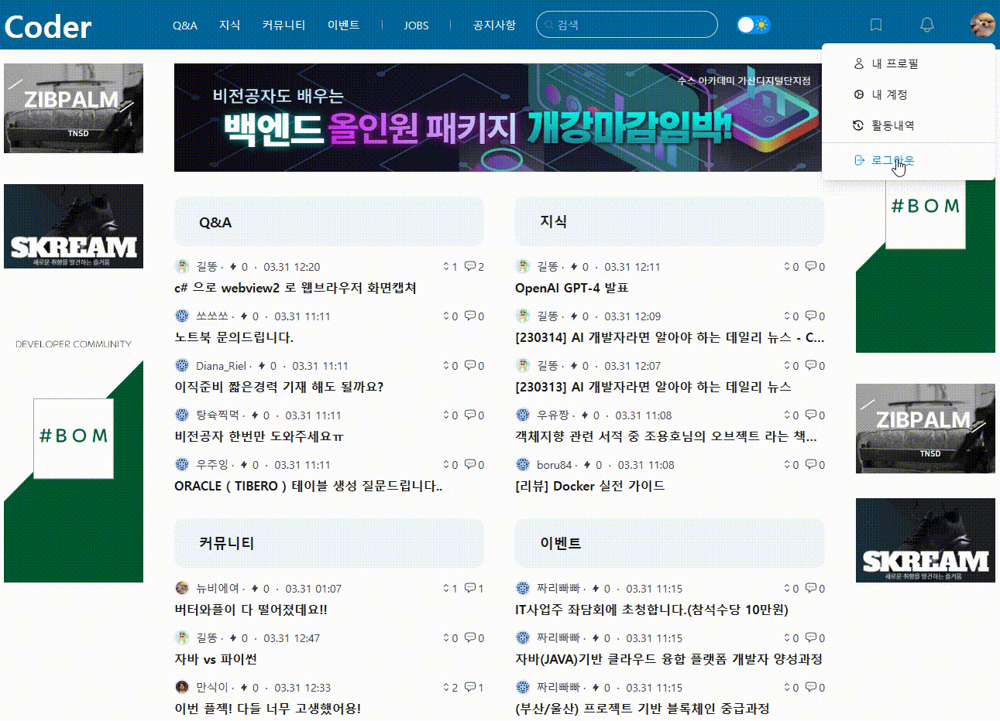 Coder
Q&A 지식 커뮤니티 이벤트 | JOBS | 공지사항 검색
내 프로필
내 계정
활동내역
로그아웃
ZIBPALM
TNSD
SKREAM
새로운 취향을 발견하는 즐거움
DEVELOPER COMMUNITY
#BOM
수스 아카데미 가산디지털단지점
비전공자도 배우는
백엔드 올인원 패키지 개강마감임박!
Q&A
길똥 · 0 · 03.31 12:20 1 2
c# 으로 webview2 로 웹브라우저 화면캡쳐
쏘쏘쏘 · 0 · 03.31 11:11 0 0
노트북 문의드립니다.
Diana_Riel · 0 · 03.31 11:11 0 0
이직준비 짧은경력 기재 해도 될까요?
탕슉찍먹 · 0 · 03.31 11:11 0 0
비전공자 한번만 도와주세요ㅠ
우주잉 · 0 · 03.31 11:11 0 0
ORACLE ( TIBERO ) 테이블 생성 질문드립니다..
지식
길똥 · 0 · 03.31 12:11 0 0
OpenAI GPT-4 발표
길똥 · 0 · 03.31 12:09 0 0
[230314] AI 개발자라면 알아야 하는 데일리 뉴스 - C...
길똥 · 0 · 03.31 12:07 0 0
[230313] AI 개발자라면 알아야 하는 데일리 뉴스
우유짱 · 0 · 03.31 11:08 0 0
객체지향 관련 서적 중 조용호님의 오브젝트 라는 책...
boru84 · 0 · 03.31 11:08 0 0
[리뷰] Docker 실전 가이드
커뮤니티
뉴비에여 · 0 · 03.31 01:07 1 1
버터와플이 다 떨어졌데요!!
길똥 · 0 · 03.31 12:47 0 0
자바 vs 파이썬
만식이 · 0 · 03.31 12:33 2 1
이번 플젝! 다들 너무 고생했어용!
이벤트
짜리빠빠 · 0 · 03.31 11:15 0 0
IT사업주 좌담회에 초청합니다.(참석수당 10만원)
짜리빠빠 · 0 · 03.31 11:15 0 0
자바(JAVA)기반 클라우드 융합 플랫폼 개발자 양성과정
짜리빠빠 · 0 · 03.31 11:15 0 0
(부산/울산) 프로젝트 기반 블록체인 중급과정
#BOM
ZIBPALM
TNSD
SKREAM
새로운 취향을 발견하는 즐거움